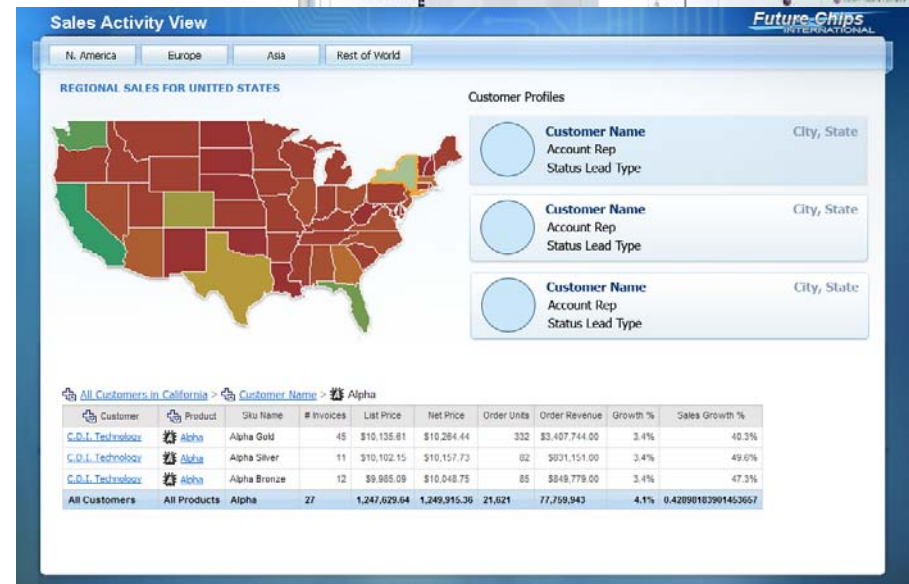 Sales Activity View
Future Chips
INTERNATIONAL
N. America Europe Asia Rest of World
REGIONAL SALES FOR UNITED STATES
Customer Profiles
Customer Name City, State
Account Rep
Status Lead Type
Customer Name City, State
Account Rep
Status Lead Type
Customer Name City, State
Account Rep
Status Lead Type
All Customers in California > Customer Name > Alpha
Customer Product Sku Name # Invoices List Price Net Price Order Units Order Revenue Growth % Sales Growth %
C.D.I. Technology Alpha Alpha Gold 45 $10,135.61 $10,264.44 332 $3,407,744.00 3.4% 40.3%
C.D.I. Technology Alpha Alpha Silver 11 $10,102.15 $10,157.73 82 $831,151.00 3.4% 49.6%
C.D.I. Technology Alpha Alpha Bronze 12 $9,985.09 $10,048.75 85 $849,779.00 3.4% 47.3%
All Customers All Products Alpha 27 1,247,629.64 1,249,915.36 21,621 77,759,943 4.1% 0.42898183901453657